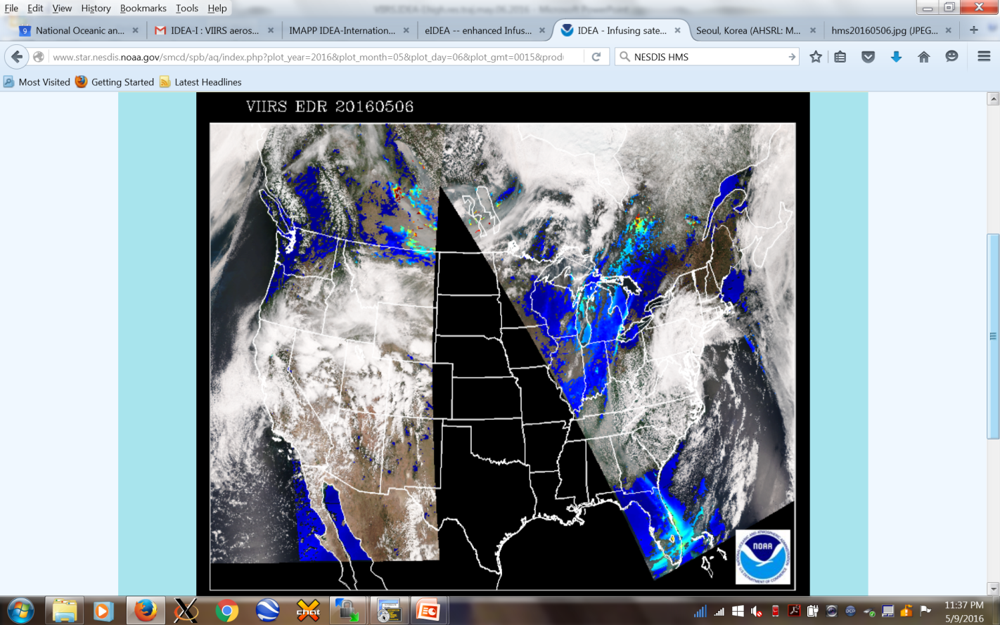 File Edit View History Bookmarks Tools Help
9 National Oceanic an... IDEA-I : VIIRS aeros... IMAPP IDEA-Internation... eIDEA -- enhanced Infus... IDEA - Infusing sate... Seoul, Korea (AHSRL: M... hms20160506.jpg (JPEG...
www.star.nesdis.noaa.gov/smcd/spb/aq/index.php?plot_year=2016&plot_month=05&plot_day=06&plot_gmt=0015&prod
NESDIS HMS
Most Visited Getting Started Latest Headlines
VIIRS EDR 20160506
NOAA
chat
DCP
11:37 PM
5/9/2016